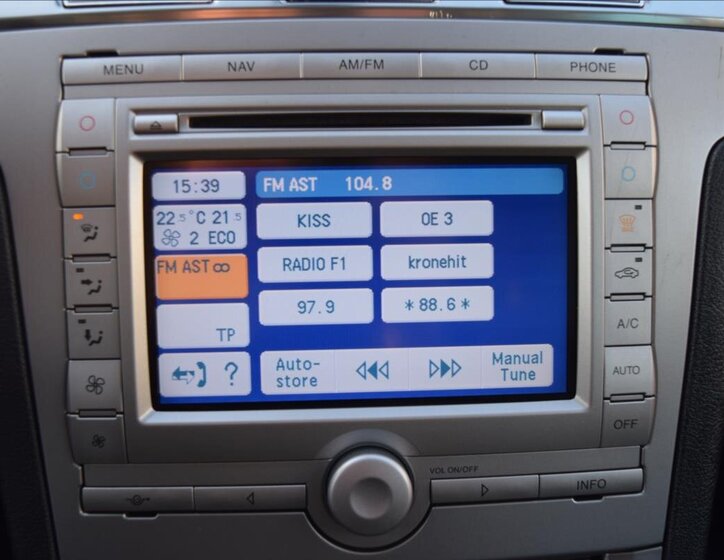 MENU
NAV
AM/FM
CD
PHONE
15:39
FM AST 104.8
22.5°C 21.5
2 ECO
KISS
OE 3
FM AST
RADIO F1
kronehit
97.9
*88.6*
TP
?
Auto-
store
Manual
Tune
A/C
AUTO
OFF
VOL ON/OFF
INFO